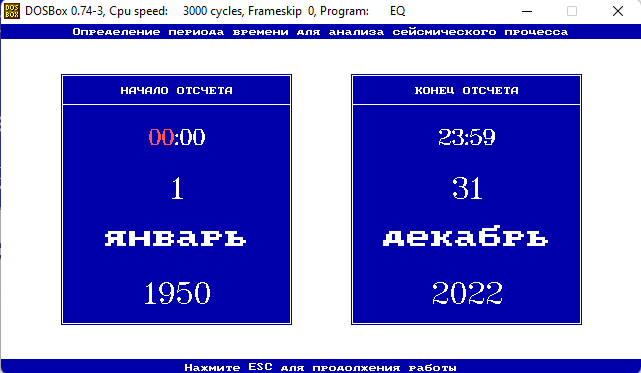 DOSBox 0.74-3, Cpu speed: 3000 cycles, Frameskip 0, Program: EQ
Определение периода времени для анализа сейсмического процесса
НАЧАЛО ОТСЧЕТА
00:00
1
январь
1950
КОНЕЦ ОТСЧЕТА
23:59
31
декабрь
2022
Нажмите ESC для продолжения работы